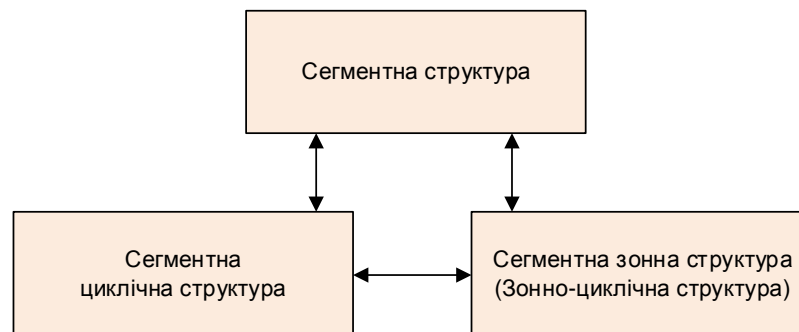 Сегментна структура
Сегментна
циклічна структура
Сегментна зонна структура
(Зонно-циклічна структура)